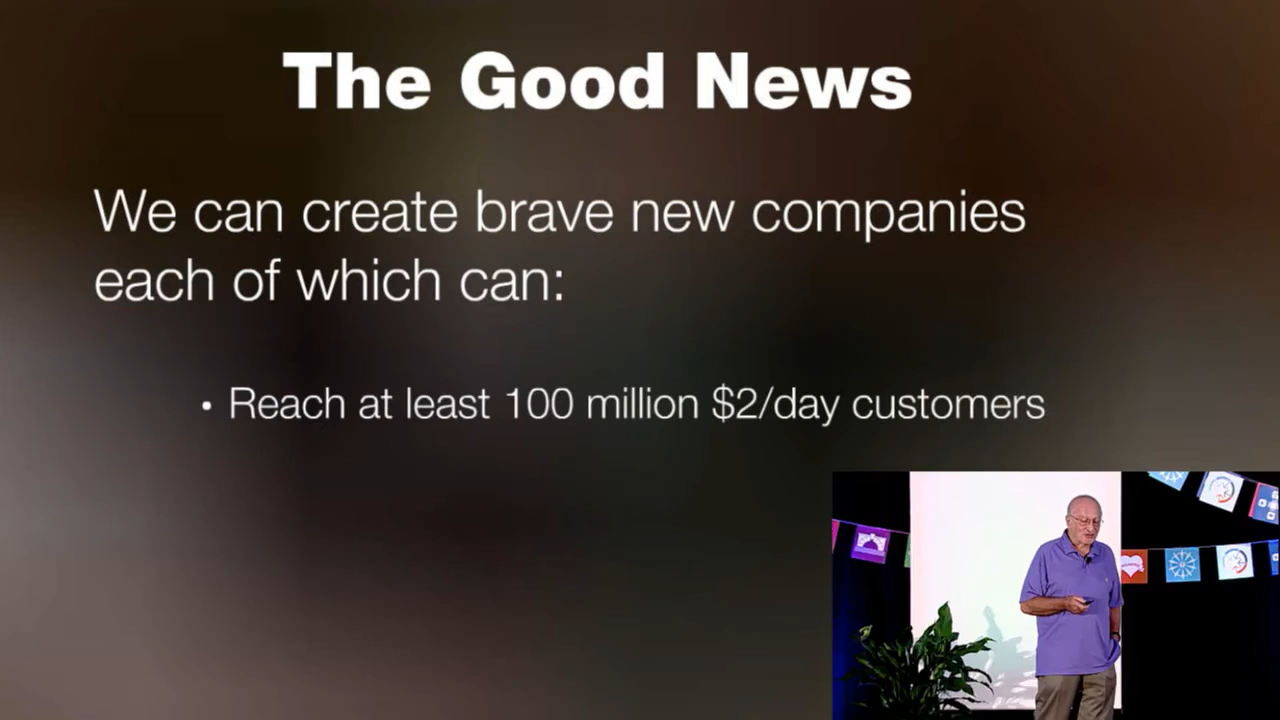 The Good News
We can create brave new companies
each of which can:
• Reach at least 100 million $2/day customers